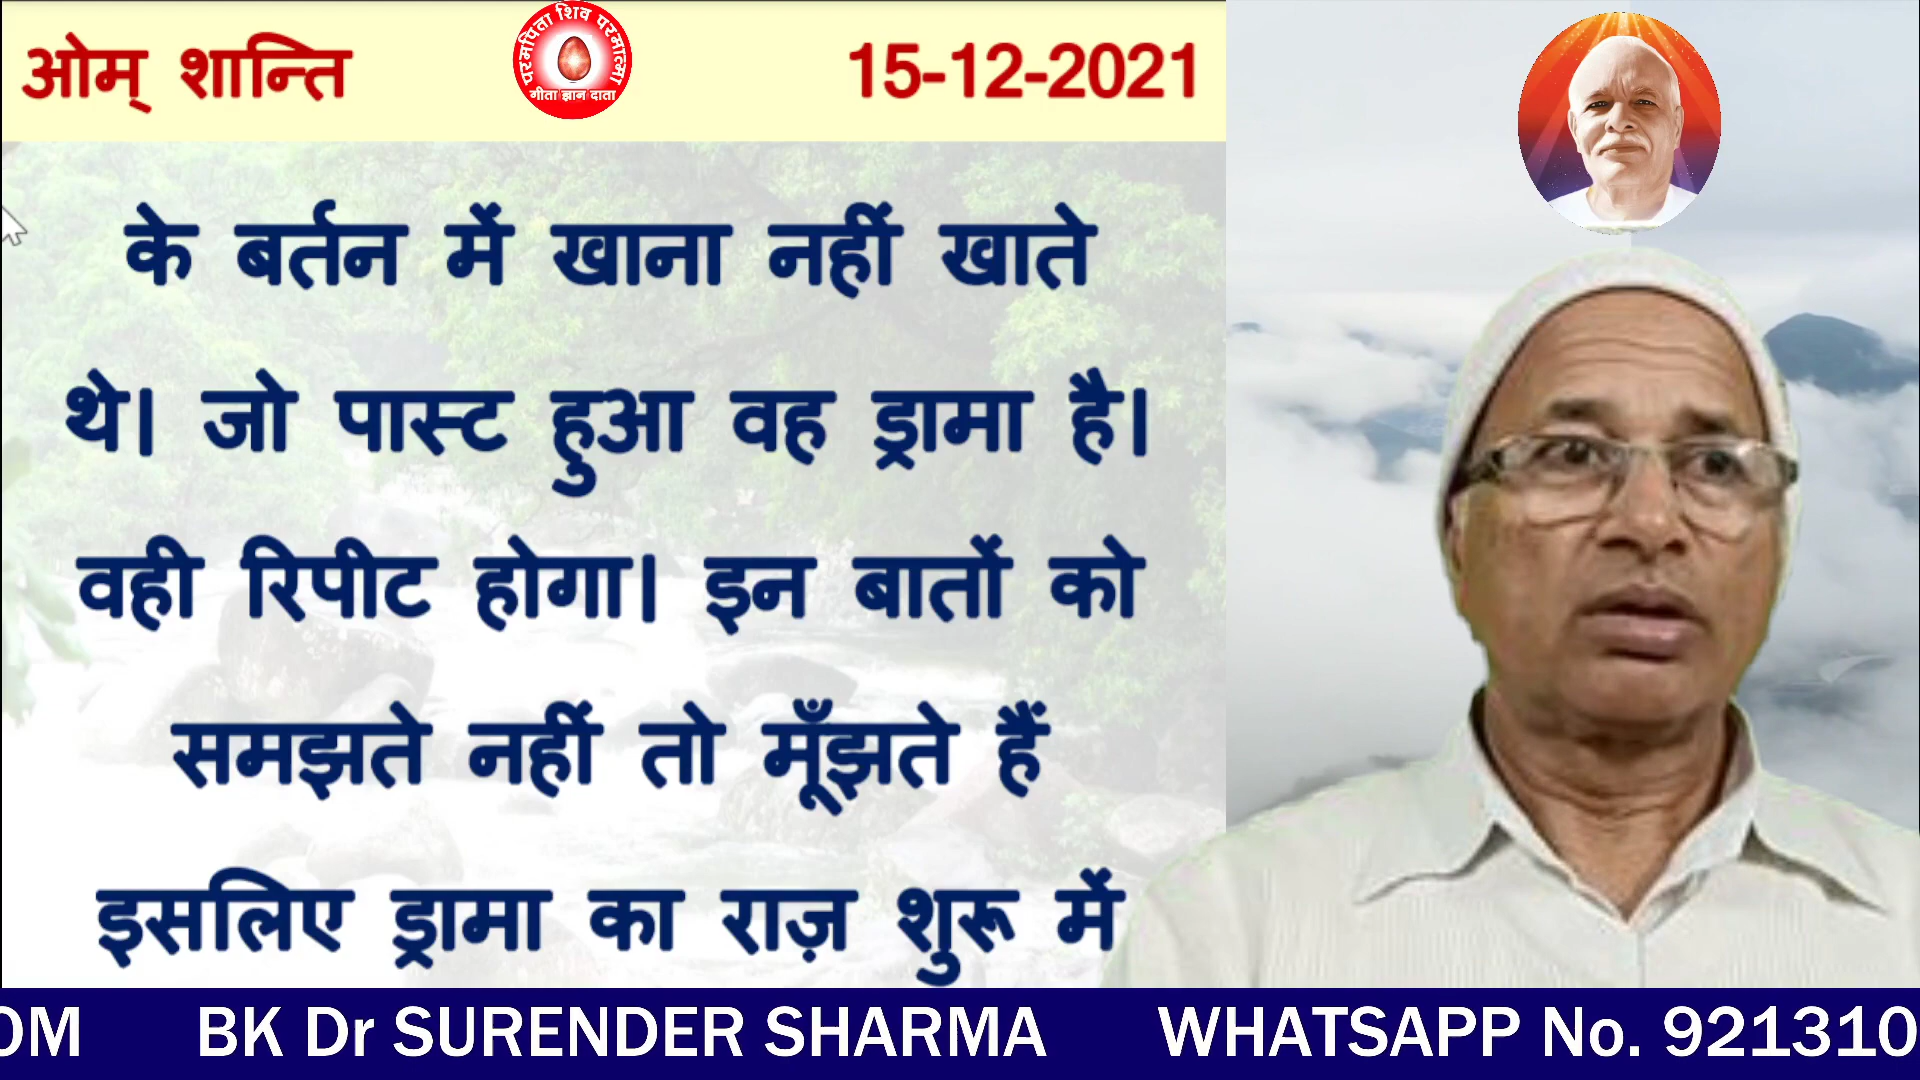 ओम् शान्ति
परमपिता शिव परमात्मा
गीता ज्ञान दाता
15-12-2021
के बर्तन में खाना नहीं खाते
थे। जो पास्ट हुआ वह ड्रामा है।
वही रिपीट होगा। इन बातों को
समझते नहीं तो मूँझते हैं
इसलिए ड्रामा का राज़ शुरू में
OM BK Dr SURENDER SHARMA WHATSAPP No. 921310